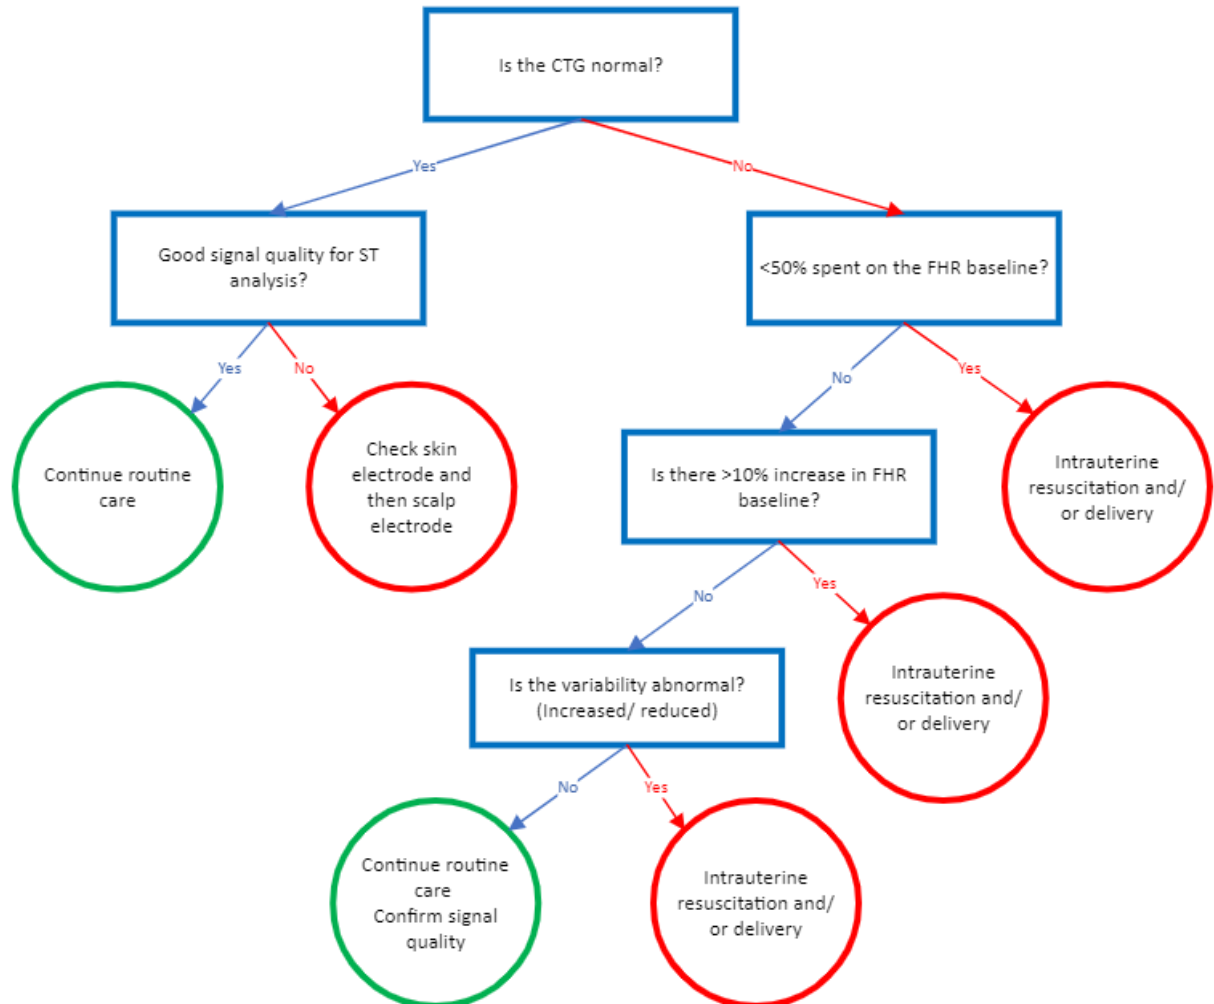 Is the CTG normal?
Yes
No
Good signal quality for ST
analysis?
<50% spent on the FHR baseline?
Yes
No
No
Yes
Continue routine
care
Check skin
electrode and
then scalp
electrode
Is there >10% increase in FHR
baseline?
Intrauterine
resuscitation and/
or delivery
No
Yes
Is the variability abnormal?
(Increased/ reduced)
Intrauterine
resuscitation and/
or delivery
No
Yes
Continue routine
care
Confirm signal
quality
Intrauterine
resuscitation and/
or delivery